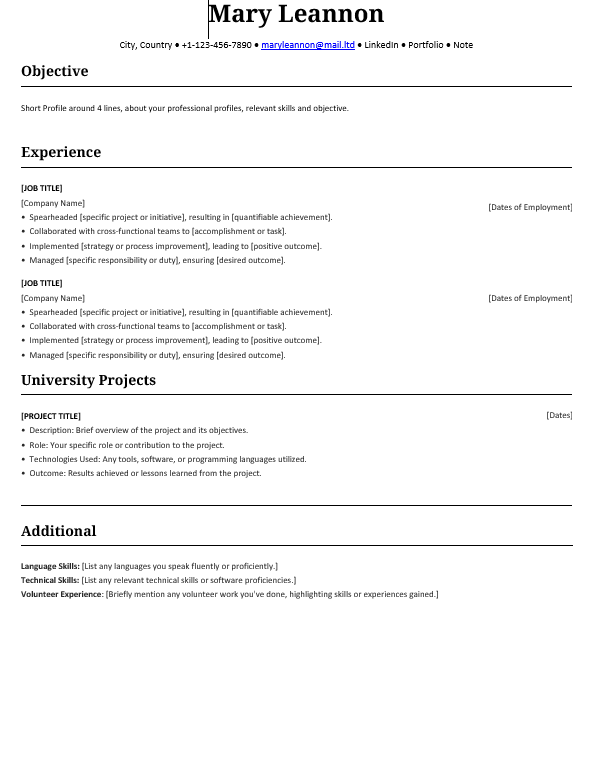 Mary Leannon
City, Country ● +1-123-456-7890 ● maryleannon@mail.ltd ● LinkedIn ● Portfolio ● Note
Objective
Short Profile around 4 lines, about your professional profiles, relevant skills and objective.
Experience
[JOB TITLE]
[Company Name] [Dates of Employment]
• Spearheaded [specific project or initiative], resulting in [quantifiable achievement].
• Collaborated with cross-functional teams to [accomplishment or task].
• Implemented [strategy or process improvement], leading to [positive outcome].
• Managed [specific responsibility or duty], ensuring [desired outcome].
[JOB TITLE]
[Company Name] [Dates of Employment]
• Spearheaded [specific project or initiative], resulting in [quantifiable achievement].
• Collaborated with cross-functional teams to [accomplishment or task].
• Implemented [strategy or process improvement], leading to [positive outcome].
• Managed [specific responsibility or duty], ensuring [desired outcome].
University Projects
[PROJECT TITLE] [Dates]
• Description: Brief overview of the project and its objectives.
• Role: Your specific role or contribution to the project.
• Technologies Used: Any tools, software, or programming languages utilized.
• Outcome: Results achieved or lessons learned from the project.
Additional
Language Skills: [List any languages you speak fluently or proficiently.]
Technical Skills: [List any relevant technical skills or software proficiencies.]
Volunteer Experience: [Briefly mention any volunteer work you've done, highlighting skills or experiences gained.]